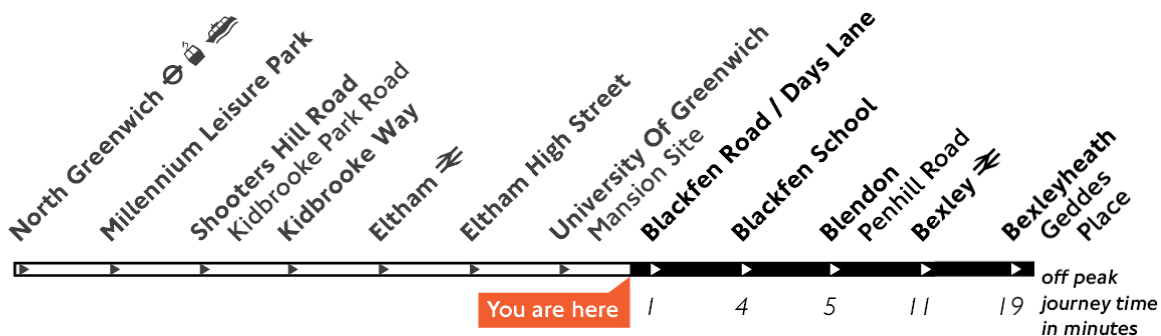 North Greenwich
Millennium Leisure Park
Shooters Hill Road
Kidbrooke Park Road
Kidbrooke Way
Eltham
Eltham High Street
University Of Greenwich
Mansion Site
Blackfen Road / Days Lane
Blackfen School
Blendon
Penhill Road
Bexley
Bexleyheath
Geddes
Place
You are here
1
4
5
11
19
off peak
journey time
in minutes